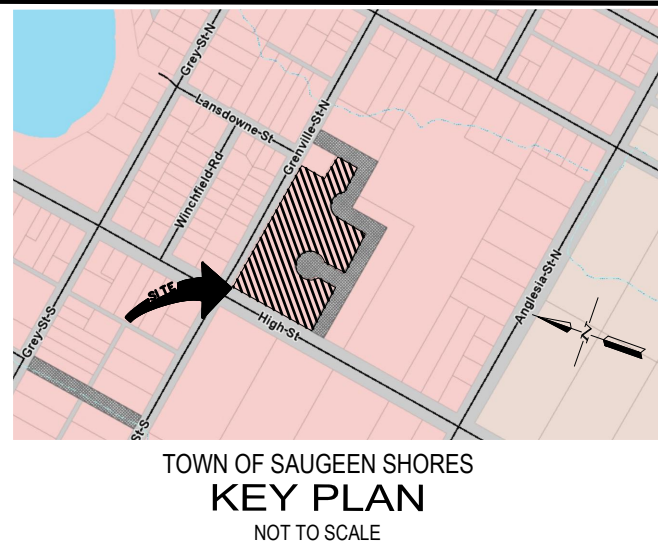 Grey-St-N
Lansdowne-St
Grenville-St-N
Winchfield-Rd
SITE
High-St
Anglesia-St-N
Z
Grey-St-S
St-S
TOWN OF SAUGEEN SHORES
KEY PLAN
NOT TO SCALE